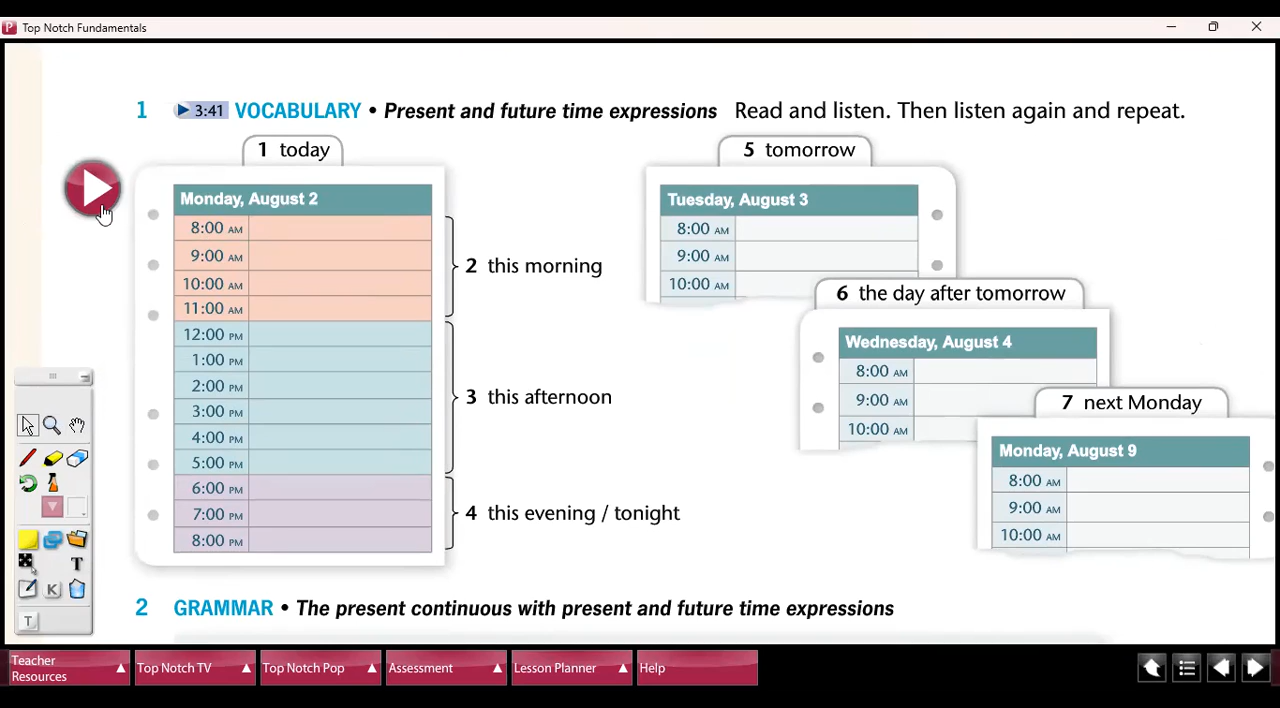 Top Notch Fundamentals
1 3:41 VOCABULARY • Present and future time expressions Read and listen. Then listen again and repeat.
1 today
Monday, August 2
8:00 AM
9:00 AM
10:00 AM
11:00 AM
12:00 PM
1:00 PM
2:00 PM
3:00 PM
4:00 PM
5:00 PM
6:00 PM
7:00 PM
8:00 PM
2 this morning
3 this afternoon
4 this evening / tonight
5 tomorrow
Tuesday, August 3
8:00 AM
9:00 AM
10:00 AM
6 the day after tomorrow
Wednesday, August 4
8:00 AM
9:00 AM
10:00 AM
7 next Monday
Monday, August 9
8:00 AM
9:00 AM
10:00 AM
2 GRAMMAR • The present continuous with present and future time expressions
T
K
T
Teacher
Resources
Top Notch TV
Top Notch Pop
Assessment
Lesson Planner
Help